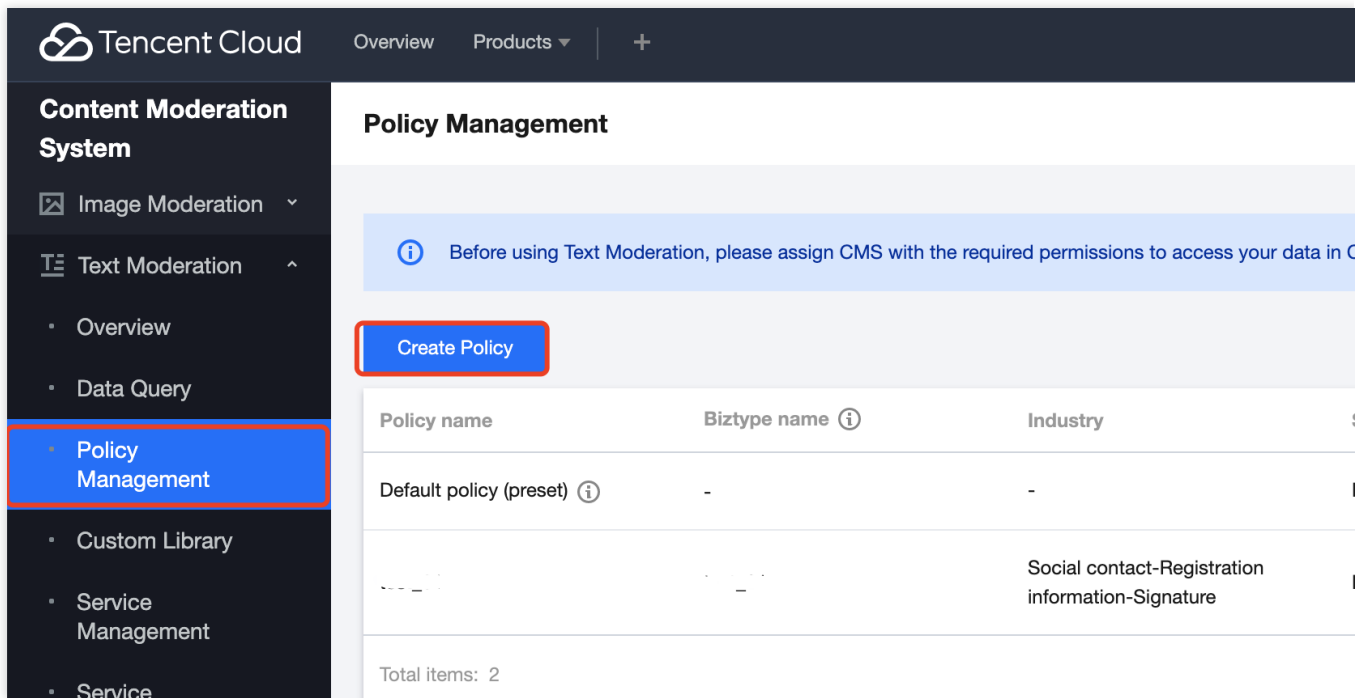 Tencent Cloud
Overview
Products
Content Moderation
System
Image Moderation
Text Moderation
Overview
Data Query
Policy
Management
Custom Library
Service
Management
Service
Policy Management
Before using Text Moderation, please assign CMS with the required permissions to access your data in
Create Policy
Policy name Biztype name Industry
Default policy (preset) - -
Social contact-Registration
information-Signature
Total items: 2